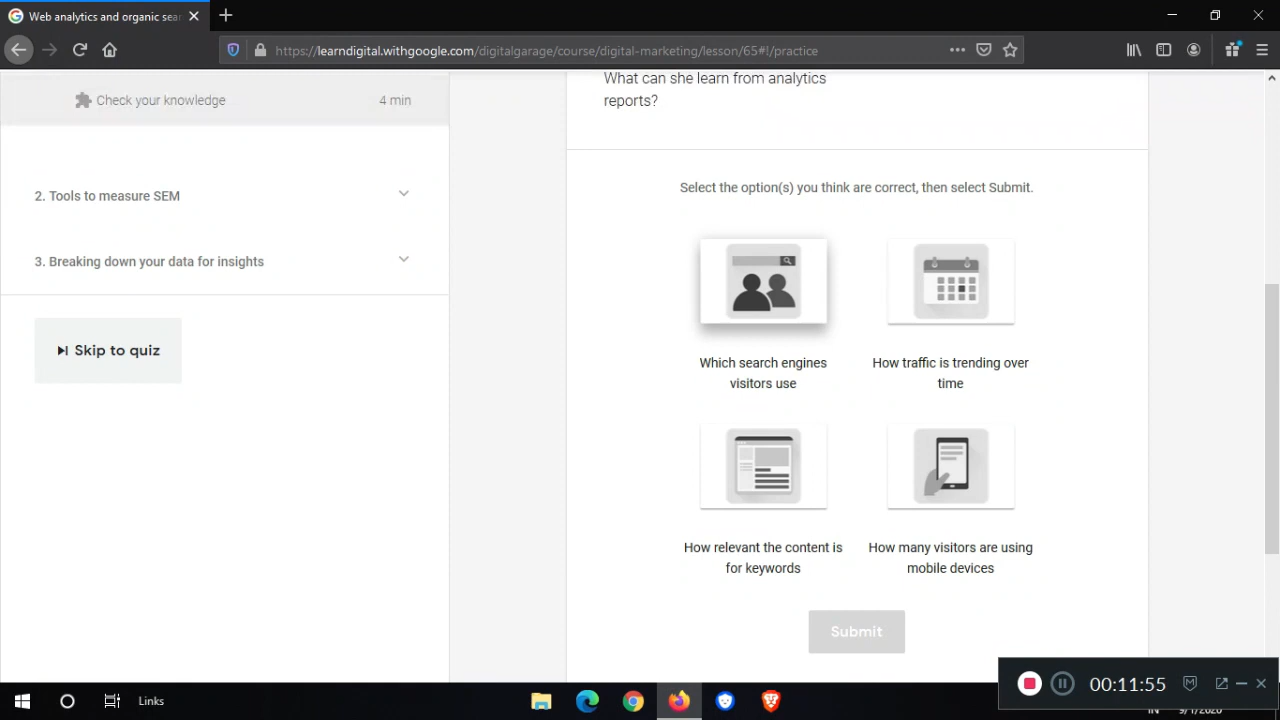 Web analytics and organic sear
https://learndigital.withgoogle.com/digitalgarage/course/digital-marketing/lesson/65#!/practice
Check your knowledge
4 min
2. Tools to measure SEM
3. Breaking down your data for insights
Skip to quiz
What can she learn from analytics
reports?
Select the option(s) you think are correct, then select Submit.
Which search engines
visitors use
How traffic is trending over
time
How relevant the content is
for keywords
How many visitors are using
mobile devices
Submit
00:11:55
Links
IN
9/1/2020